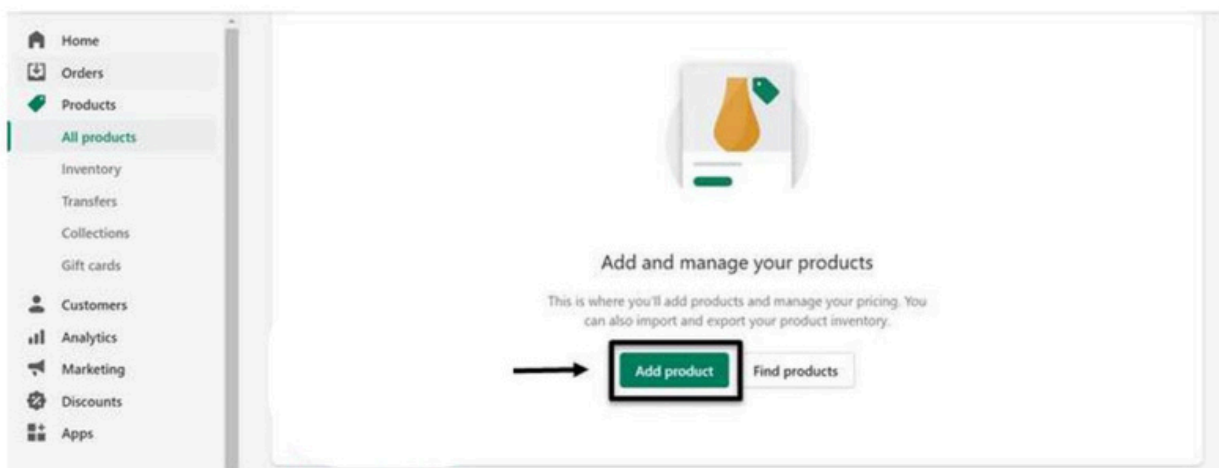 Home
Orders
Products
All products
Inventory
Transfers
Collections
Gift cards
Customers
Analytics
Marketing
Discounts
Apps
Add and manage your products
This is where you'll add products and manage your pricing. You
can also import and export your product inventory.
Add product
Find products